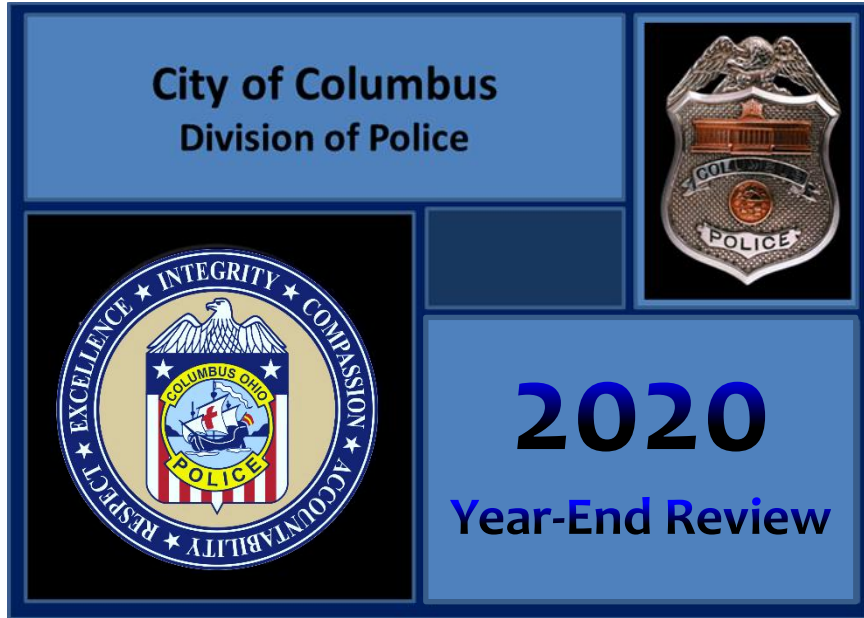 City of Columbus
Division of Police
COLUMBUS
POLICE
INTEGRITY ★ COMPASSION ★ ACCOUNTABILITY ★ RESPECT ★ EXCELLENCE ★
COLUMBUS OHIO
POLICE
2020
Year-End Review